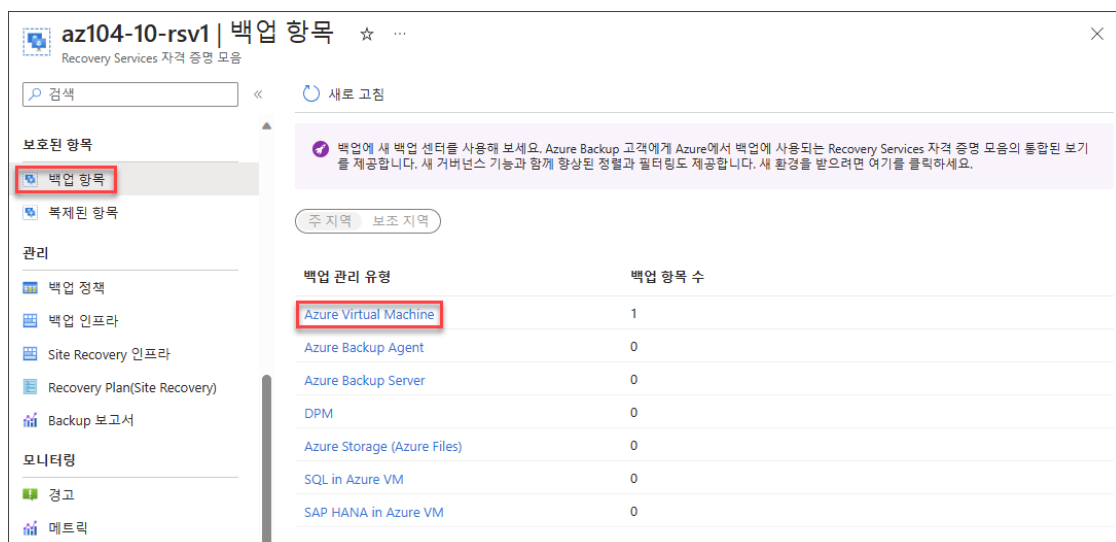 az104-10-rsv1 | 백업 항목 ☆ ···
Recovery Services 자격 증명 모음
검색
«
새로 고침
보호된 항목
백업 항목
복제된 항목
관리
백업 정책
백업 인프라
Site Recovery 인프라
Recovery Plan(Site Recovery)
Backup 보고서
모니터링
경고
메트릭
백업에 새 백업 센터를 사용해 보세요. Azure Backup 고객에게 Azure에서 백업에 사용되는 Recovery Services 자격 증명 모음의 통합된 보기
를 제공합니다. 새 거버넌스 기능과 함께 향상된 정렬과 필터링도 제공합니다. 새 환경을 받으려면 여기를 클릭하세요.
주 지역 보조 지역
백업 관리 유형 백업 항목 수
Azure Virtual Machine 1
Azure Backup Agent 0
Azure Backup Server 0
DPM 0
Azure Storage (Azure Files) 0
SQL in Azure VM 0
SAP HANA in Azure VM 0